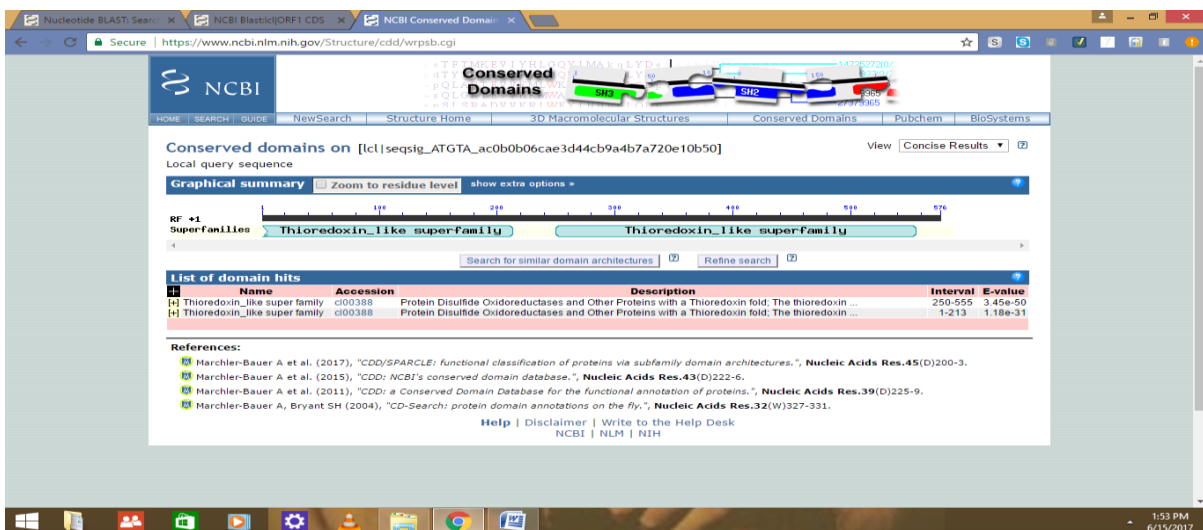 Nucleotide BLAST: Search
NCBI Blast:lcl|ORF1 CDS
NCBI Conserved Domain
Secure | https://www.ncbi.nlm.nih.gov/Structure/cdd/wrpsb.cgi
NCBI
Conserved
Domains
SH3
SH2
HOME SEARCH GUIDE NewSearch Structure Home 3D Macromolecular Structures Conserved Domains Pubchem BioSystems
Conserved domains on [lcl|seqsig_ATGTA_ac0b0b06cae3d44cb9a4b7a720e10b50]
View Concise Results
Local query sequence
Graphical summary Zoom to residue level show extra options »
1 100 200 300 400 500 576
RF +1
Superfamilies Thioredoxin_like superfamily Thioredoxin_like superfamily
Search for similar domain architectures Refine search
List of domain hits
Name Accession Description Interval E-value
[+] Thioredoxin_like super family cl00388 Protein Disulfide Oxidoreductases and Other Proteins with a Thioredoxin fold; The thioredoxin ... 250-555 3.45e-50
[+] Thioredoxin_like super family cl00388 Protein Disulfide Oxidoreductases and Other Proteins with a Thioredoxin fold; The thioredoxin ... 1-213 1.18e-31
References:
Marchler-Bauer A et al. (2017), "CDD/SPARCLE: functional classification of proteins via subfamily domain architectures.", Nucleic Acids Res.45(D)200-3.
Marchler-Bauer A et al. (2015), "CDD: NCBI's conserved domain database.", Nucleic Acids Res.43(D)222-6.
Marchler-Bauer A et al. (2011), "CDD: a Conserved Domain Database for the functional annotation of proteins.", Nucleic Acids Res.39(D)225-9.
Marchler-Bauer A, Bryant SH (2004), "CD-Search: protein domain annotations on the fly.", Nucleic Acids Res.32(W)327-331.
Help | Disclaimer | Write to the Help Desk
NCBI | NLM | NIH
1:53 PM
6/15/2017